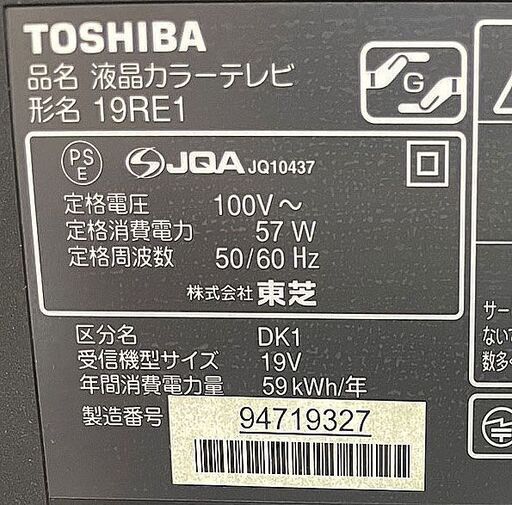 TOSHIBA
品名 液晶カラーテレビ
形名 19RE1
G
PS
E
JQA JQ10437
定格電圧 100V～
定格消費電力 57 W
定格周波数 50/60 Hz
株式会社 東芝
区分名 DK1
受信機型サイズ 19V
年間消費電力量 59 kWh/年
製造番号 94719327
サー
ないで
数多く